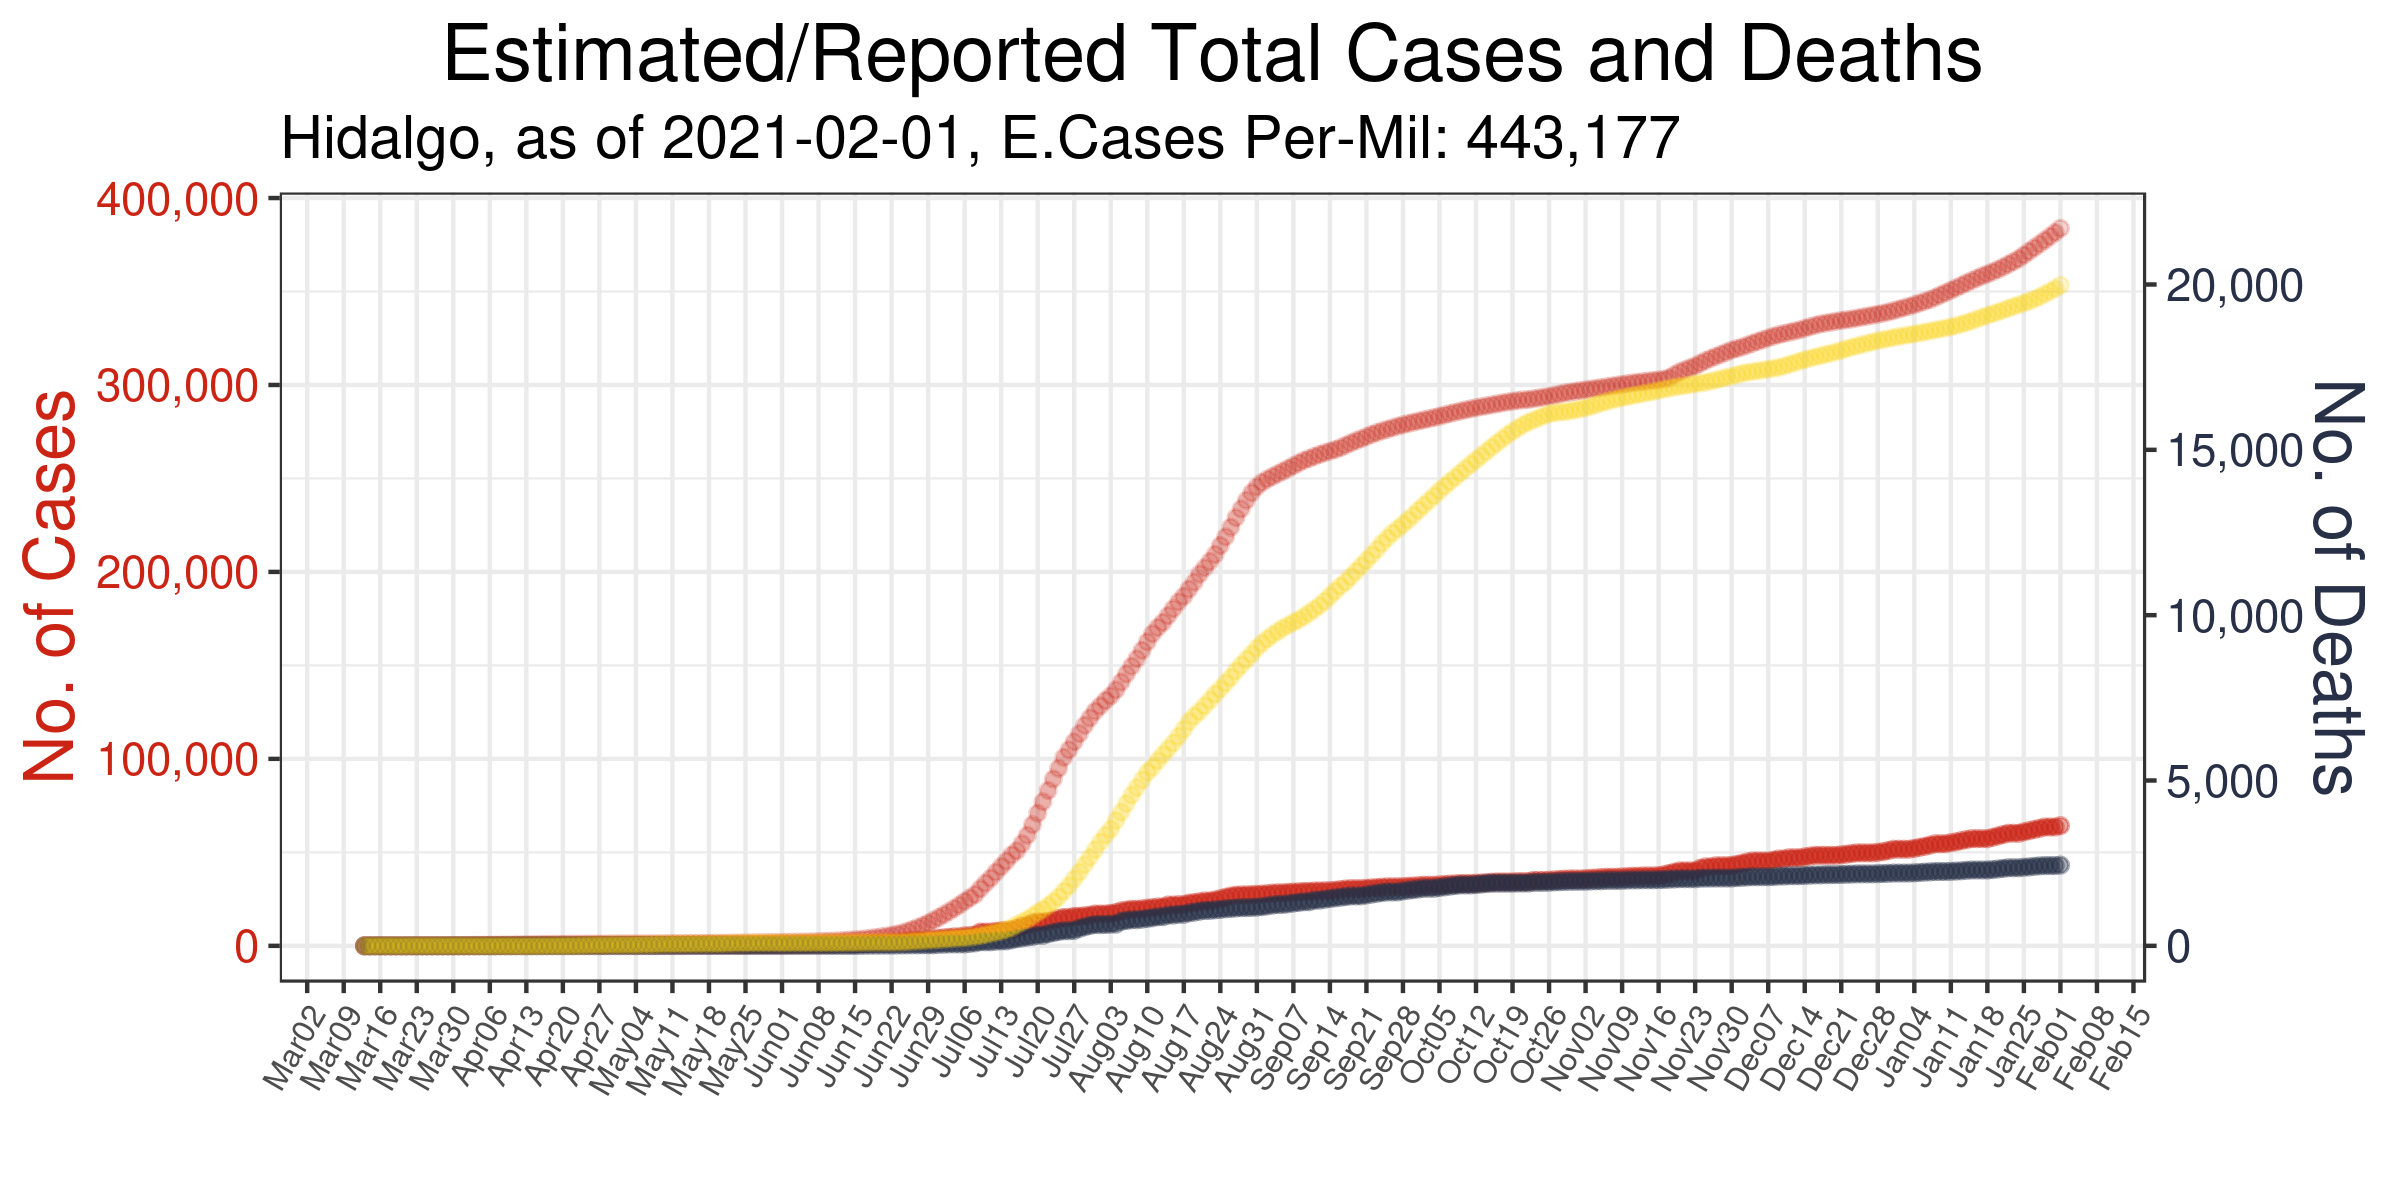 Estimated/Reported Total Cases and Deaths
Hidalgo, as of 2021-02-01, E.Cases Per-Mil: 443,177
No. of Cases
400,000
300,000
200,000
100,000
0
No. of Deaths
20,000
15,000
10,000
5,000
0
Mar02
Mar09
Mar16
Mar23
Mar30
Apr06
Apr13
Apr20
Apr27
May04
May11
May18
May25
Jun01
Jun08
Jun15
Jun22
Jun29
Jul06
Jul13
Jul20
Jul27
Aug03
Aug10
Aug17
Aug24
Aug31
Sep07
Sep14
Sep21
Sep28
Oct05
Oct12
Oct19
Oct26
Nov02
Nov09
Nov16
Nov23
Nov30
Dec07
Dec14
Dec21
Dec28
Dec04
Jan11
Jan18
Jan25
Feb01
Feb08
Feb15